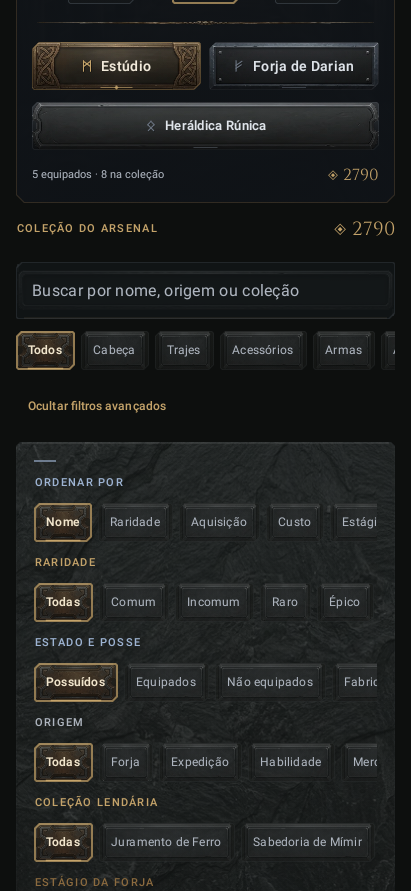 ᛗ Estúdio
ᚠ Forja de Darian
ᛟ Heráldica Rúnica
5 equipados · 8 na coleção
2790
COLEÇÃO DO ARSENAL
2790
Buscar por nome, origem ou coleção
Todos Cabeça Trajes Acessórios Armas
Ocultar filtros avançados
ORDENAR POR
Nome Raridade Aquisição Custo Estági
RARIDADE
Todas Comum Incomum Raro Épico
ESTADO E POSSE
Possuídos Equipados Não equipados Fabric
ORIGEM
Todas Forja Expedição Habilidade Merc
COLEÇÃO LENDÁRIA
Todas Juramento de Ferro Sabedoria de Mímir
ESTÁGIO DA FORJA